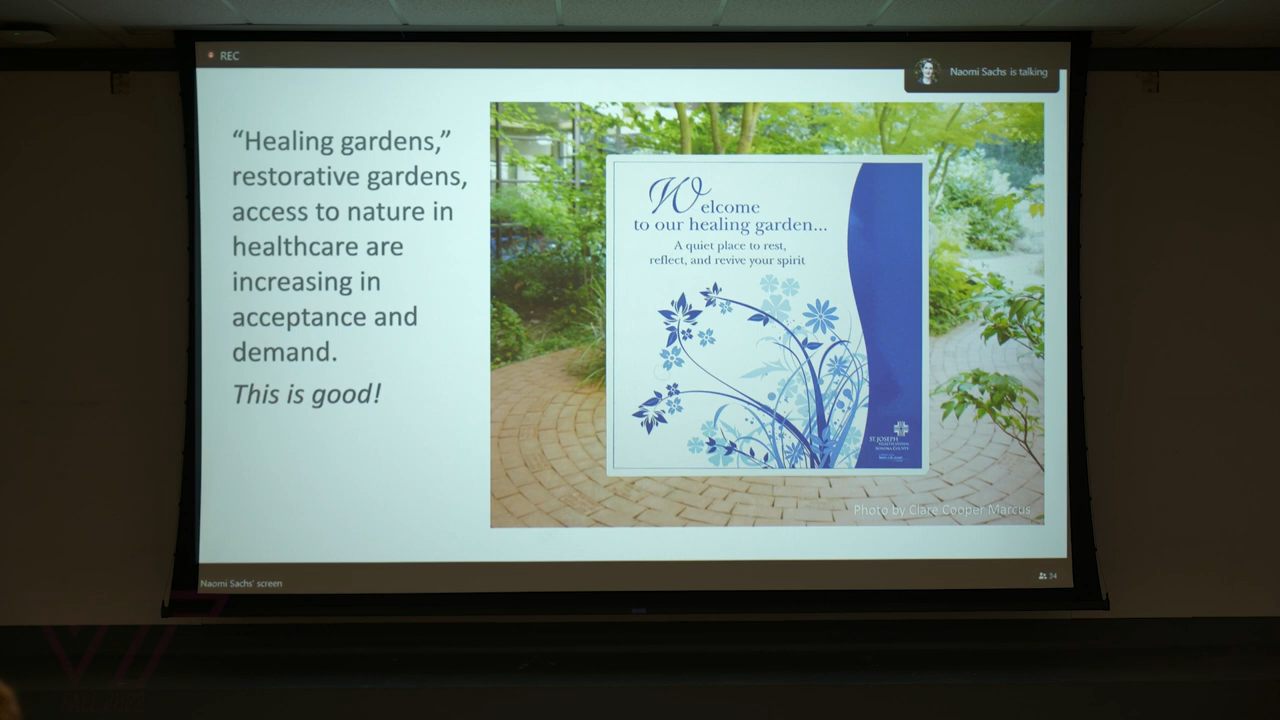 REC
Naomi Sachs is talking
“Healing gardens,”
restorative gardens,
access to nature in
healthcare are
increasing in
acceptance and
demand.
This is good!
Welcome
to our healing garden...
A quiet place to rest,
reflect, and revive your spirit
ST. JOSEPH
SONOMA COUNTY
Photo by Clare Cooper Marcus
Naomi Sachs' screen
34